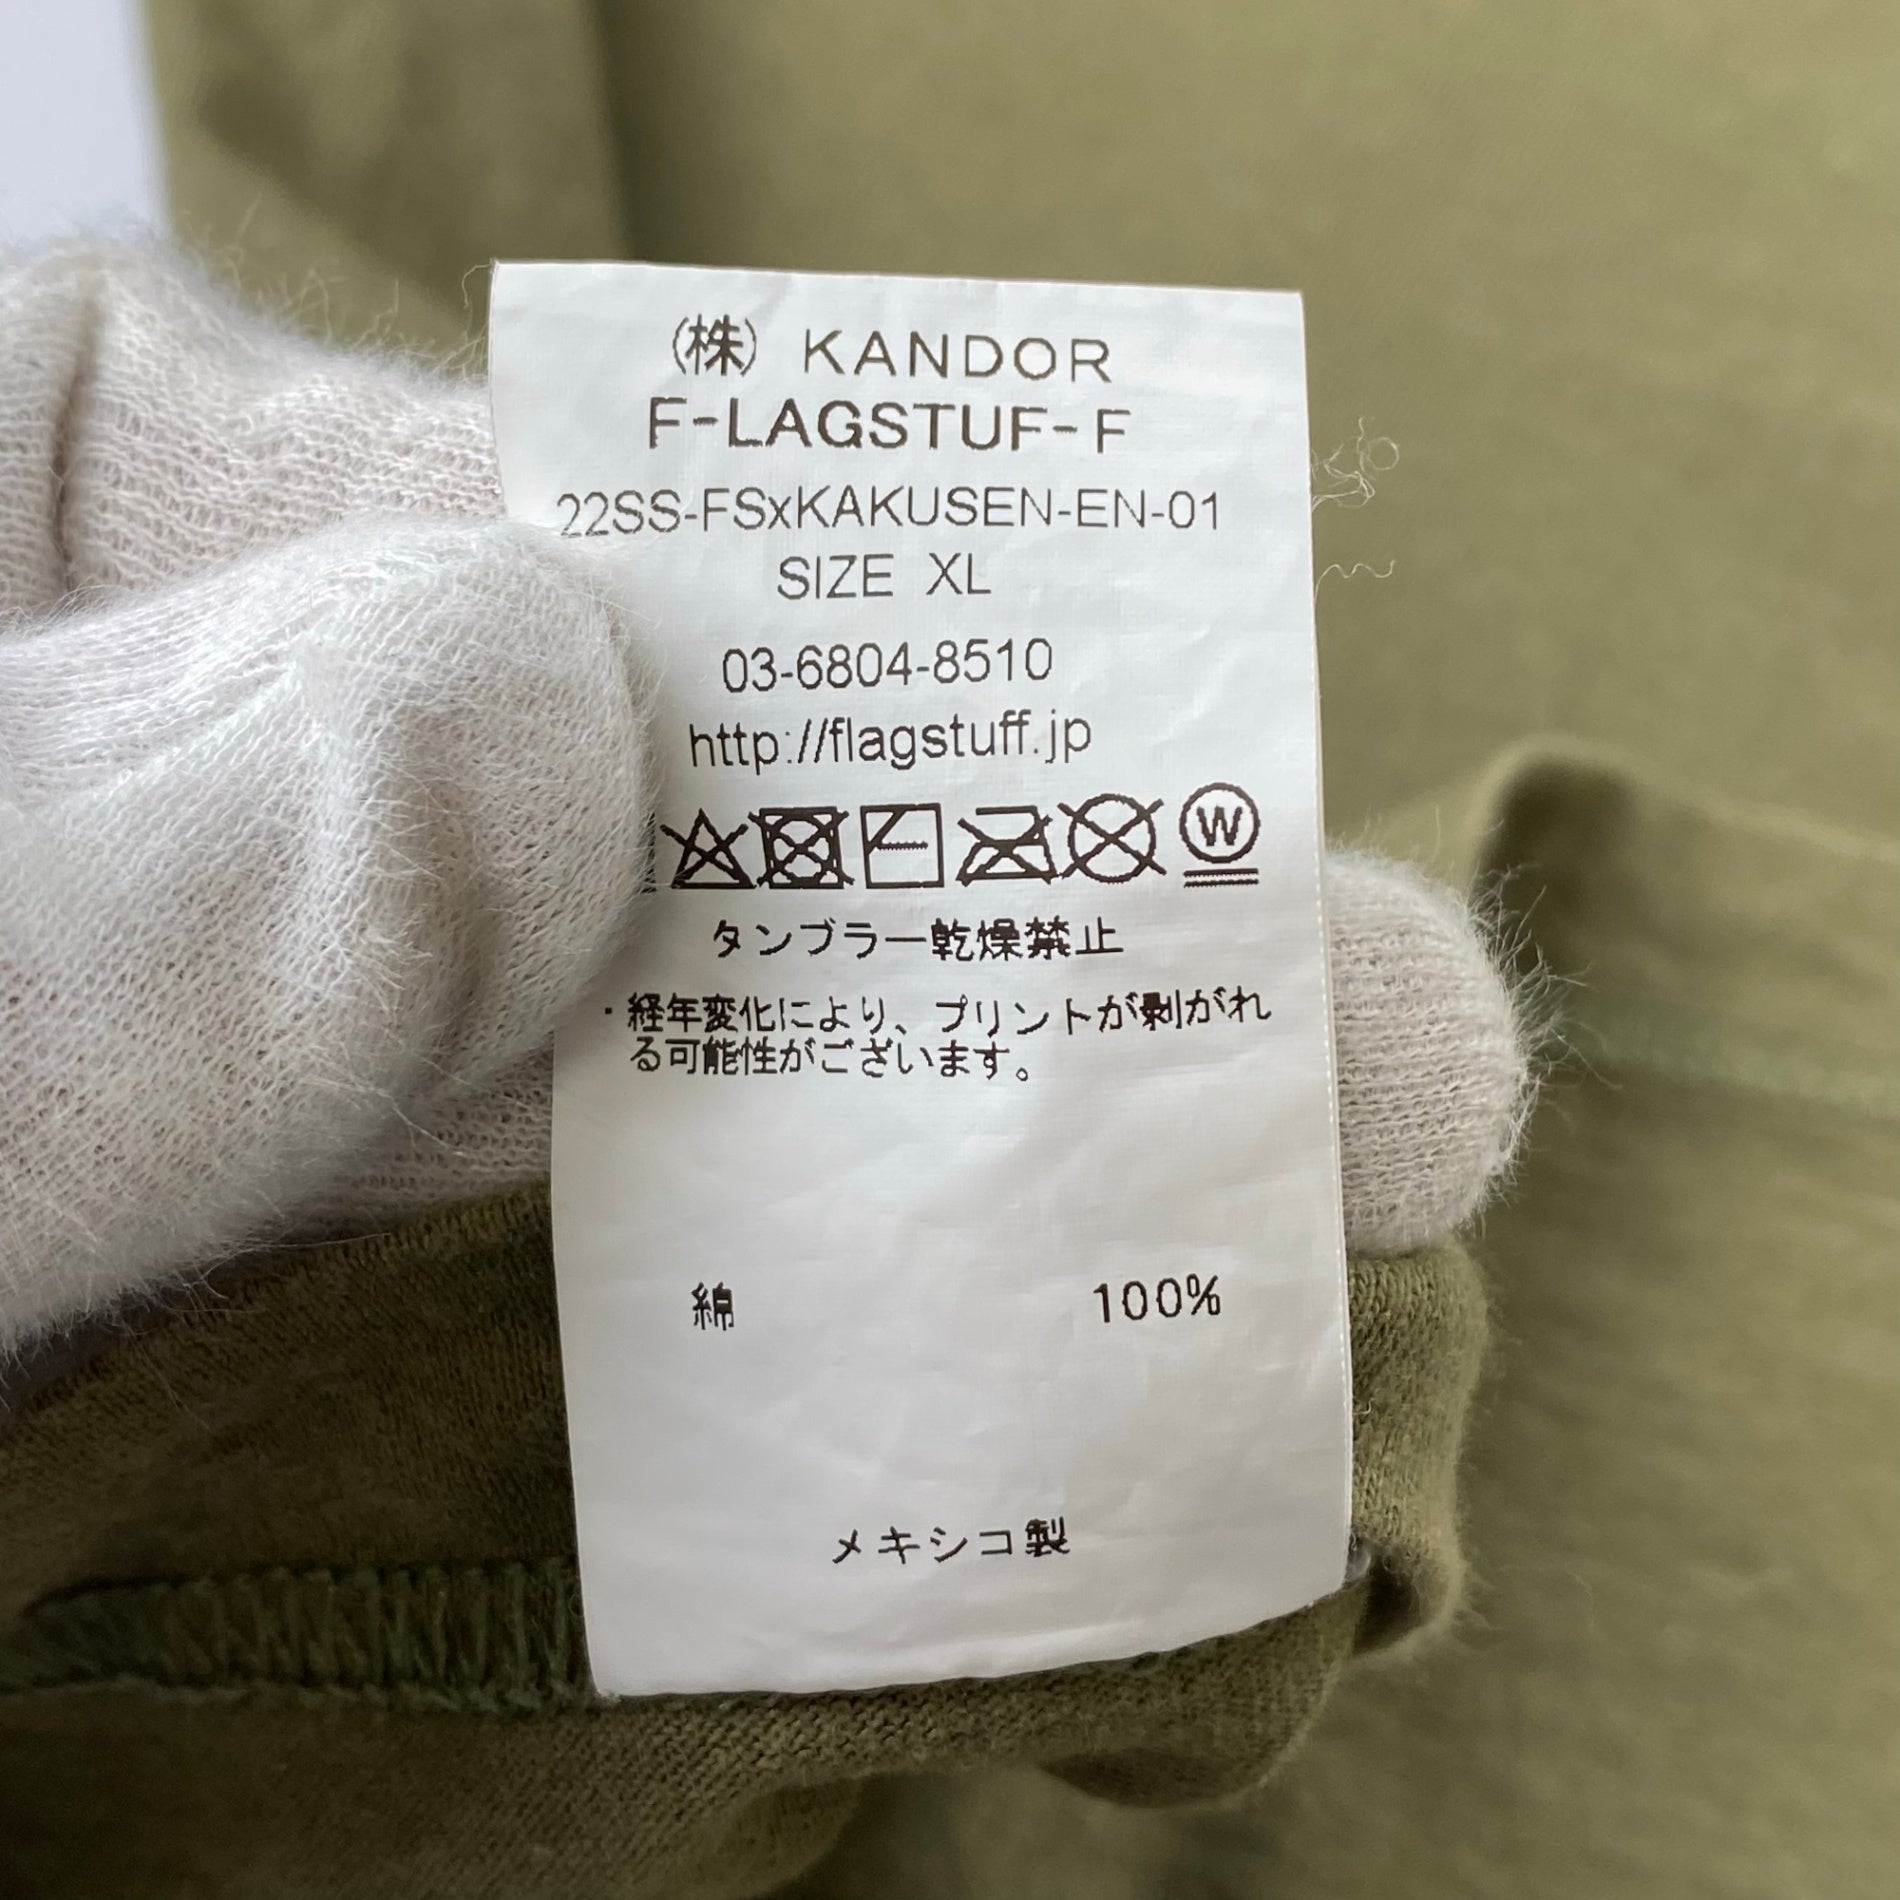 (株) KANDOR
F-LAGSTUF-F
22SS-FSxKAKUSEN-EN-01
SIZE XL
03-6804-8510
http://flagstuff.jp
W
タンブラー乾燥禁止
・経年変化により、プリントが剥がれ
る可能性がございます。
綿 100%
メキシコ製